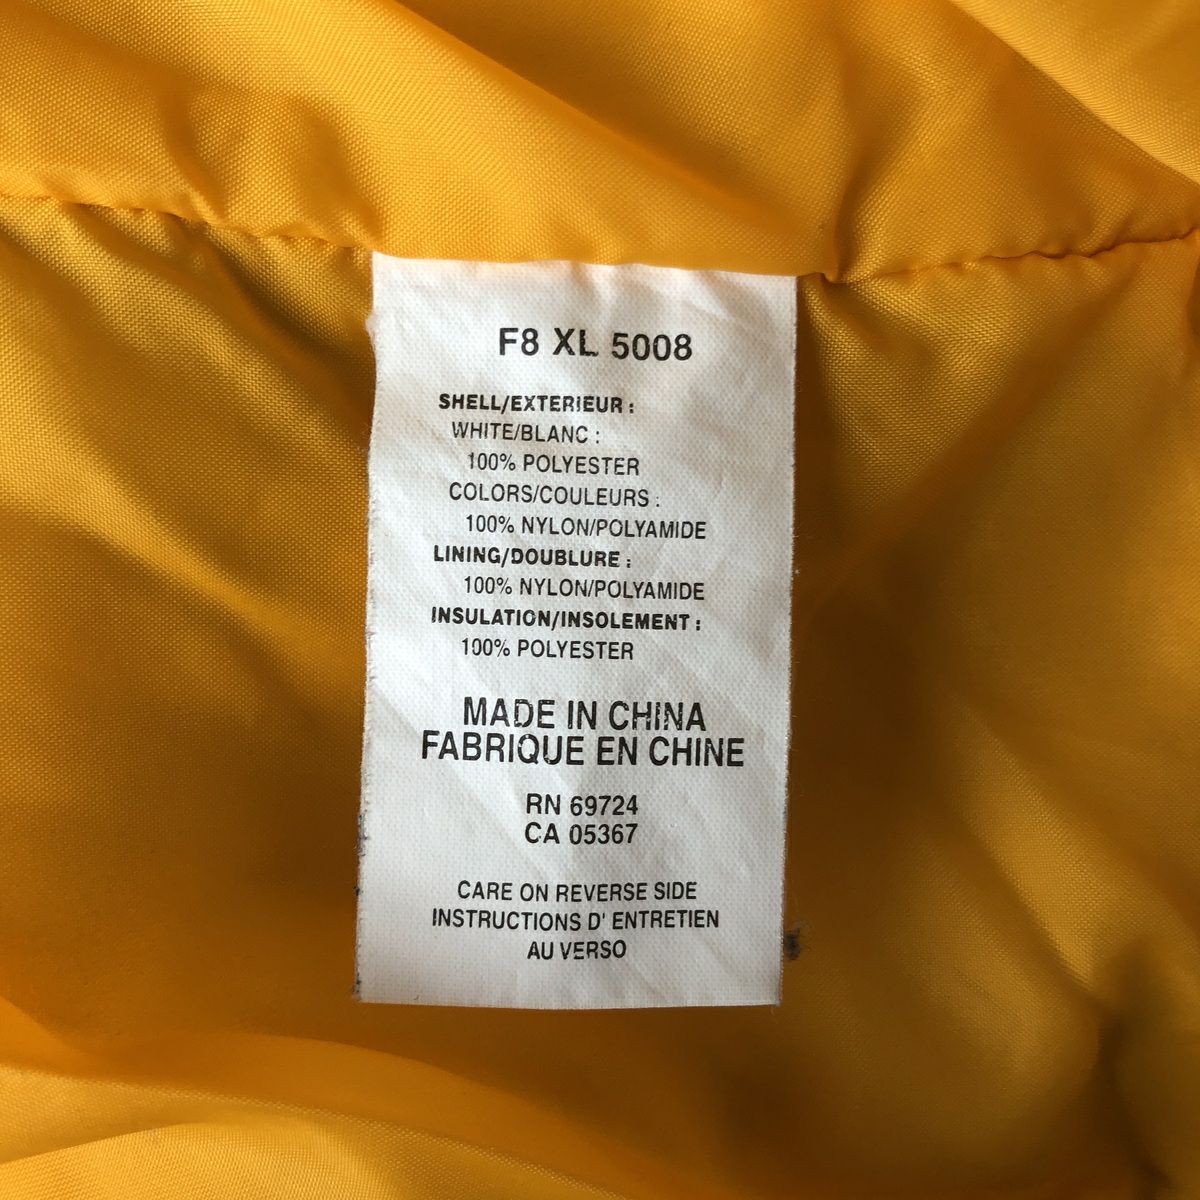 F8 XL 5008
SHELL/EXTERIEUR :
WHITE/BLANC :
100% POLYESTER
COLORS/COULEURS :
100% NYLON/POLYAMIDE
LINING/DOUBLURE :
100% NYLON/POLYAMIDE
INSULATION/INSOLEMENT :
100% POLYESTER
MADE IN CHINA
FABRIQUE EN CHINE
RN 69724
CA 05367
CARE ON REVERSE SIDE
INSTRUCTIONS D' ENTRETIEN
AU VERSO